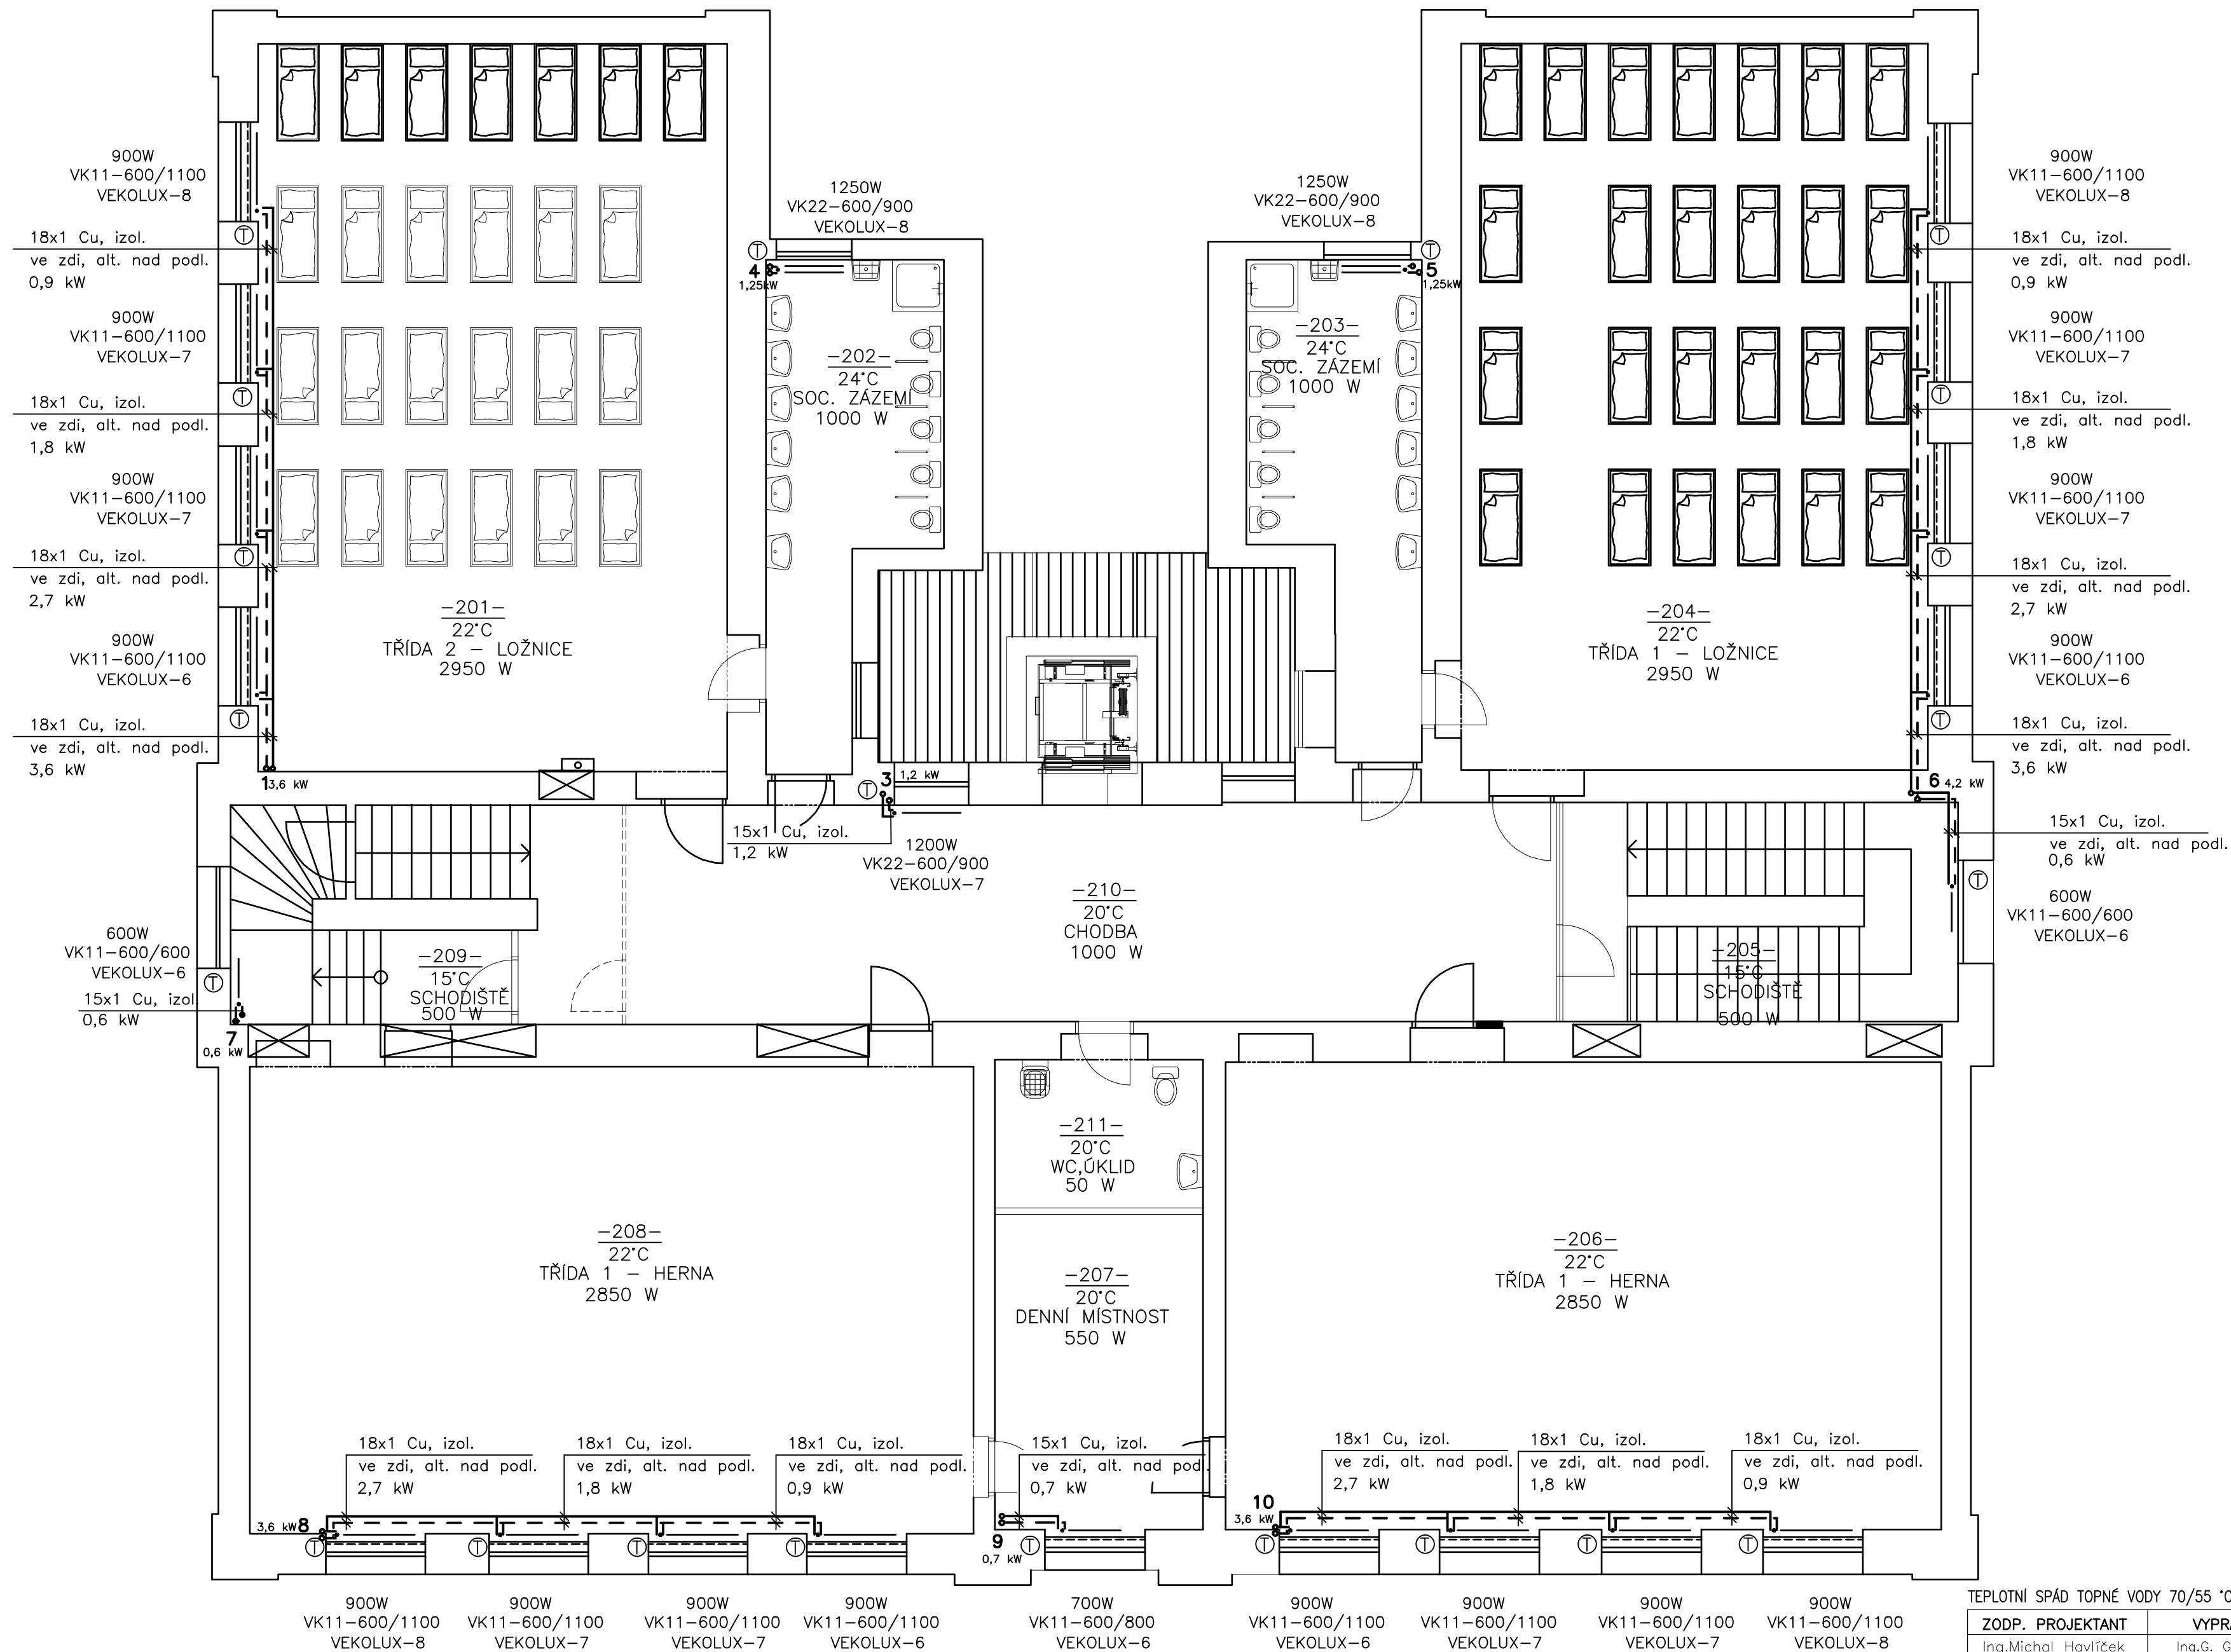 900W
VK11-600/1100
VEKOLUX-8
18x1 Cu, izol.
ve zdi, alt. nad podl.
0,9 kW
900W
VK11-600/1100
VEKOLUX-7
18x1 Cu, izol.
ve zdi, alt. nad podl.
1,8 kW
900W
VK11-600/1100
VEKOLUX-7
18x1 Cu, izol.
ve zdi, alt. nad podl.
2,7 kW
900W
VK11-600/1100
VEKOLUX-6
18x1 Cu, izol.
ve zdi, alt. nad podl.
3,6 kW
T
T
T
T
1
3,6 kW
-201-
22°C
TŘÍDA 2 - LOŽNICE
2950 W
1250W
VK22-600/900
VEKOLUX-8
T
4
1,25kW
-202-
24°C
SOC. ZÁZEMÍ
1000 W
1250W
VK22-600/900
VEKOLUX-8
T
5
1,25kW
-203-
24°C
SOC. ZÁZEMÍ
1000 W
-204-
22°C
TŘÍDA 1 - LOŽNICE
2950 W
900W
VK11-600/1100
VEKOLUX-8
T
18x1 Cu, izol.
ve zdi, alt. nad podl.
0,9 kW
900W
VK11-600/1100
VEKOLUX-7
T
18x1 Cu, izol.
ve zdi, alt. nad podl.
1,8 kW
900W
VK11-600/1100
VEKOLUX-7
T
18x1 Cu, izol.
ve zdi, alt. nad podl.
2,7 kW
900W
VK11-600/1100
VEKOLUX-6
T
18x1 Cu, izol.
ve zdi, alt. nad podl.
3,6 kW
6 4,2 kW
15x1 Cu, izol.
ve zdi, alt. nad podl.
0,6 kW
T
600W
VK11-600/600
VEKOLUX-6
T
3
1,2 kW
15x1 Cu, izol.
1,2 kW
1200W
VK22-600/900
VEKOLUX-7
-210-
20°C
CHODBA
1000 W
600W
VK11-600/600
VEKOLUX-6
T
15x1 Cu, izol.
0,6 kW
7
0,6 kW
-209-
15°C
SCHODIŠTĚ
500 W
-205-
15°C
SCHODIŠTĚ
500 W
-211-
20°C
WC,ÚKLID
50 W
-208-
22°C
TŘÍDA 1 - HERNA
2850 W
-207-
20°C
DENNÍ MÍSTNOST
550 W
-206-
22°C
TŘÍDA 1 - HERNA
2850 W
18x1 Cu, izol.
ve zdi, alt. nad podl.
2,7 kW
18x1 Cu, izol.
ve zdi, alt. nad podl.
1,8 kW
18x1 Cu, izol.
ve zdi, alt. nad podl.
0,9 kW
15x1 Cu, izol.
ve zdi, alt. nad podl.
0,7 kW
18x1 Cu, izol.
ve zdi, alt. nad podl.
2,7 kW
18x1 Cu, izol.
ve zdi, alt. nad podl.
1,8 kW
18x1 Cu, izol.
ve zdi, alt. nad podl.
0,9 kW
3,6 kW 8
T
T
T
T
9
0,7 kW
T
10
3,6 kW
T
T
T
T
900W
VK11-600/1100
VEKOLUX-8
900W
VK11-600/1100
VEKOLUX-7
900W
VK11-600/1100
VEKOLUX-7
900W
VK11-600/1100
VEKOLUX-6
700W
VK11-600/800
VEKOLUX-6
900W
VK11-600/1100
VEKOLUX-6
900W
VK11-600/1100
VEKOLUX-7
900W
VK11-600/1100
VEKOLUX-7
900W
VK11-600/1100
VEKOLUX-8
TEPLOTNÍ SPÁD TOPNÉ VODY 70/55 °C
ZODP. PROJEKTANT
VYPR
Ing.Michal Havlíček
Ing.G.